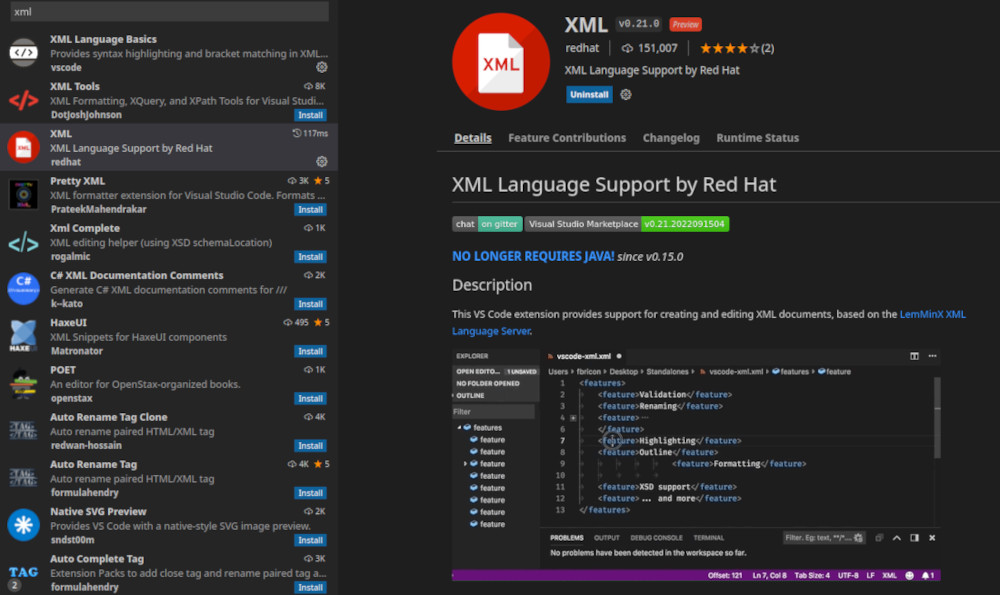 xml
XML Language Basics
Provides syntax highlighting and bracket matching in XML...
vscode
XML Tools
8K
XML Formatting, XQuery, and XPath Tools for Visual Studi...
DotJoshJohnson
Install
XML
117ms
XML Language Support by Red Hat
redhat
Pretty XML
3K ★ 5
XML formatter extension for Visual Studio Code. Formats ...
PrateekMahendrakar
Install
Xml Complete
1K
XML editing helper (using XSD schemaLocation)
rogalmic
Install
C# XML Documentation Comments
2K
Generate C# XML documentation comments for ///
k--kato
Install
HaxeUI
495 ★ 5
XML Snippets for HaxeUI components
Matronator
Install
POET
1K
An editor for OpenStax-organized books.
openstax
Install
Auto Rename Tag Clone
4K
Auto rename paired HTML/XML tag
redwan-hossain
Install
Auto Rename Tag
4K ★ 5
Auto rename paired HTML/XML tag
formulahendry
Install
Native SVG Preview
2K
Provides VS Code with a native-style SVG image preview.
sndst00m
Install
Auto Complete Tag
3K
Extension Packs to add close tag and rename paired tag a...
formulahendry
Install
TAG
2
XML
XML v0.21.0 Preview
redhat 151,007 ★★★★☆(2)
XML Language Support by Red Hat
Uninstall
Details Feature Contributions Changelog Runtime Status
XML Language Support by Red Hat
chat on gitter Visual Studio Marketplace v0.21.2022091504
NO LONGER REQUIRES JAVA! since v0.15.0
Description
This VS Code extension provides support for creating and editing XML documents, based on the LemMinX XML
Language Server.
EXPLORER
OPEN EDITO... 1 UNSAVED
NO FOLDER OPENED
OUTLINE
Filter
features
feature
feature
feature
feature
feature
feature
feature
feature
vscode-xml.xml ●
Users › fbricon › Desktop › Standalones › vscode-xml.xml › features › feature
1 <features>
2 <feature>Validation</feature>
3 <feature>Renaming</feature>
4 <feature>
6 </feature>
7 <feature>Highlighting</feature>
8 <feature>Outline</feature>
9 <feature>Formatting</feature>
10
11 <feature>XSD support</feature>
12 <feature>... and more</feature>
13 </features>
PROBLEMS OUTPUT DEBUG CONSOLE TERMINAL Filter. Eg: text, **/*...
No problems have been detected in the workspace so far.
Offset: 121 Ln 7, Col 8 Tab Size: 4 UTF-8 LF XML 1